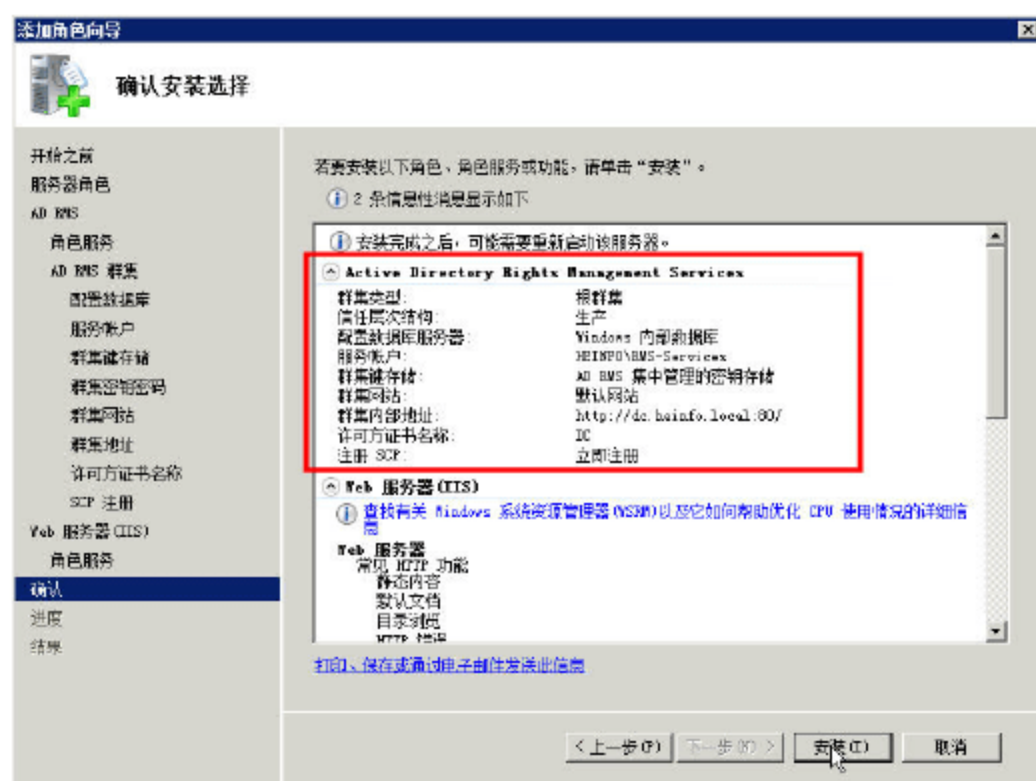 添加角色向导
确认安装选择
开始之前
服务器角色
AD RMS
角色服务
AD RMS 群集
配置数据库
服务帐户
群集键存储
群集密钥密码
群集网站
群集地址
许可方证书名称
SCP 注册
Web 服务器(IIS)
角色服务
确认
进度
结果
若要安装以下角色、角色服务或功能，请单击“安装”。
2 条信息性消息显示如下
安装完成之后，可能需要重新启动该服务器。
Active Directory Rights Management Services
群集类型: 根群集
信任层次结构: 生产
配置数据库服务器: Windows 内部数据库
服务帐户: HEINFO\RMS-Services
群集键存储: AD RMS 集中管理的密钥存储
群集网站: 默认网站
群集内部地址: http://dc.heinfo.local:80/
许可方证书名称: DC
注册 SCP: 立即注册
Web 服务器(IIS)
查找有关 Windows 系统资源管理器(WSRM)以及它如何帮助优化 CPU 使用情况的详细信
息
Web 服务器
常见 HTTP 功能
静态内容
默认文档
目录浏览
HTTP 错误
打印、保存或通过电子邮件发送此信息
<上一步(P) 下一步(N) > 安装(I) 取消